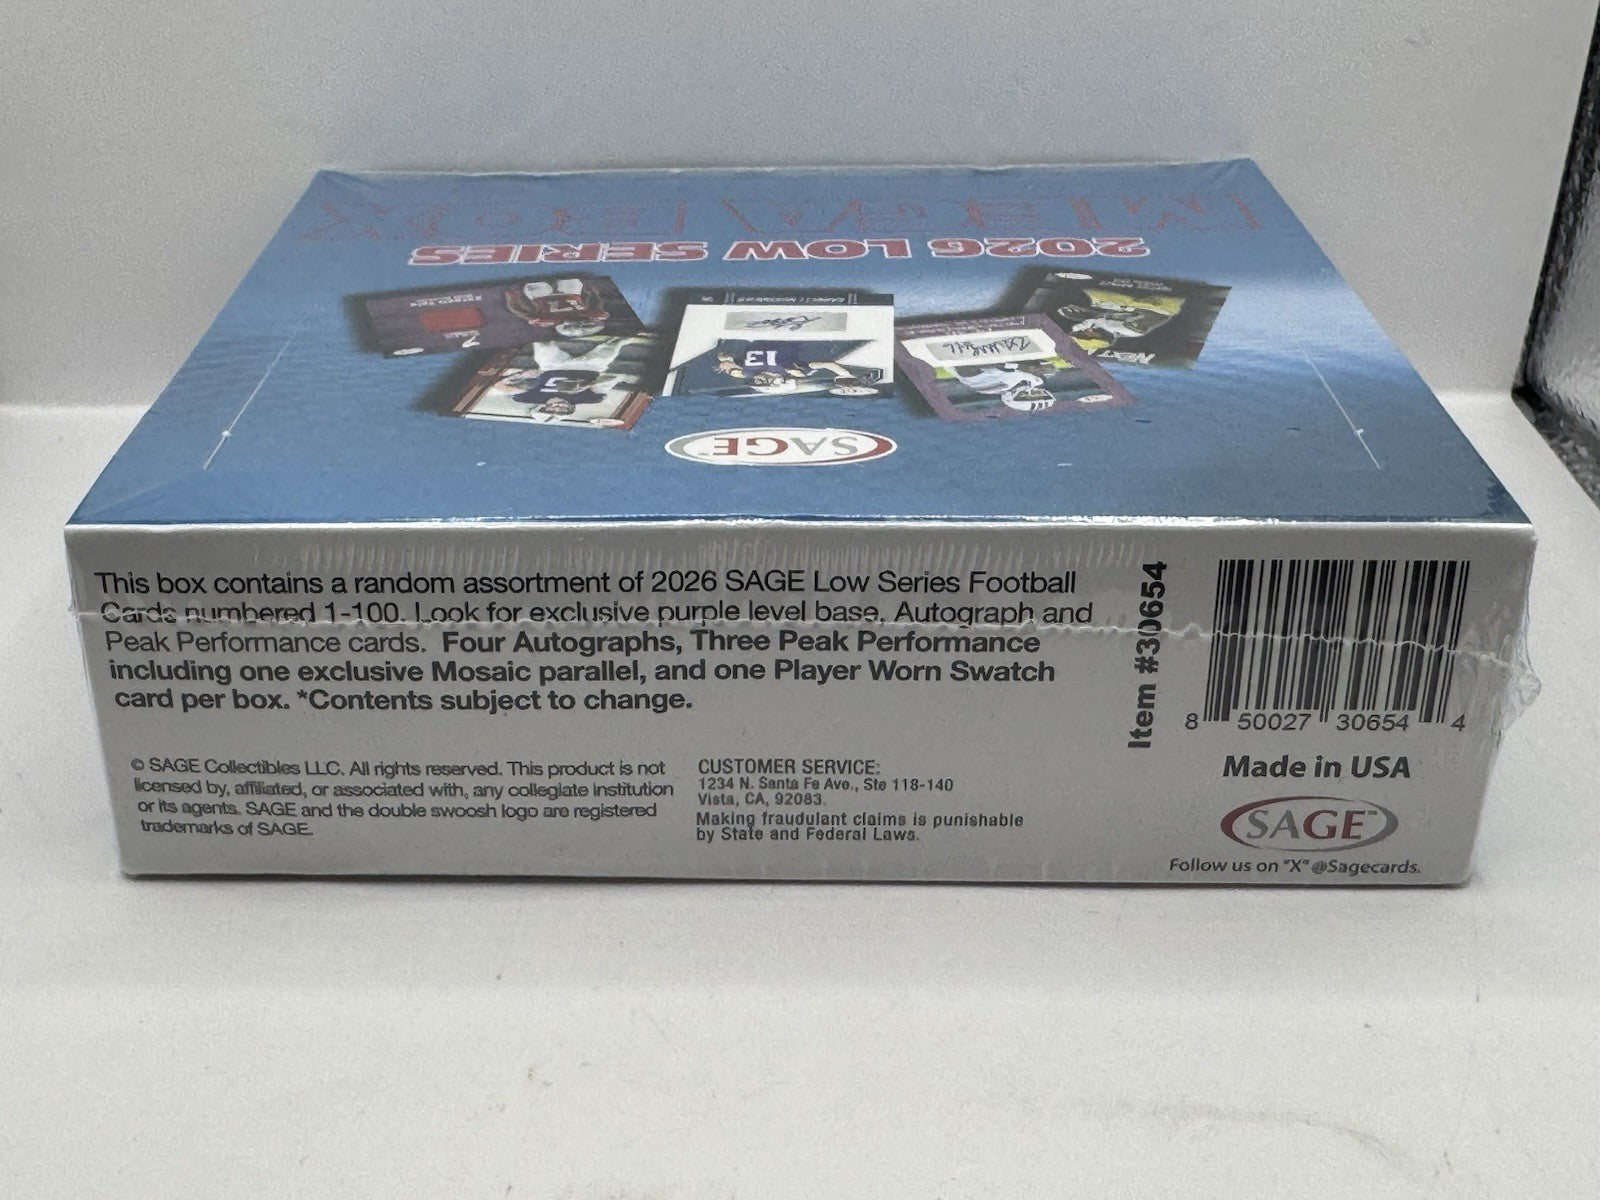 2026 LOW SERIES
13
SAGE
This box contains a random assortment of 2026 SAGE Low Series Football
Cards numbered 1-100. Look for exclusive purple level base, Autograph and
Peak Performance cards. Four Autographs, Three Peak Performance
including one exclusive Mosaic parallel, and one Player Worn Swatch
card per box. *Contents subject to change.
© SAGE Collectibles LLC. All rights reserved. This product is not
licensed by, affiliated, or associated with, any collegiate institution
or its agents. SAGE and the double swoosh logo are registered
trademarks of SAGE.
CUSTOMER SERVICE:
1234 N. Santa Fe Ave., Ste 118-140
Vista, CA, 92083.
Making fraudulent claims is punishable
by State and Federal Laws.
Item #30654
8 50027 30654 4
Made in USA
SAGE™
Follow us on "X" @Sagecards.